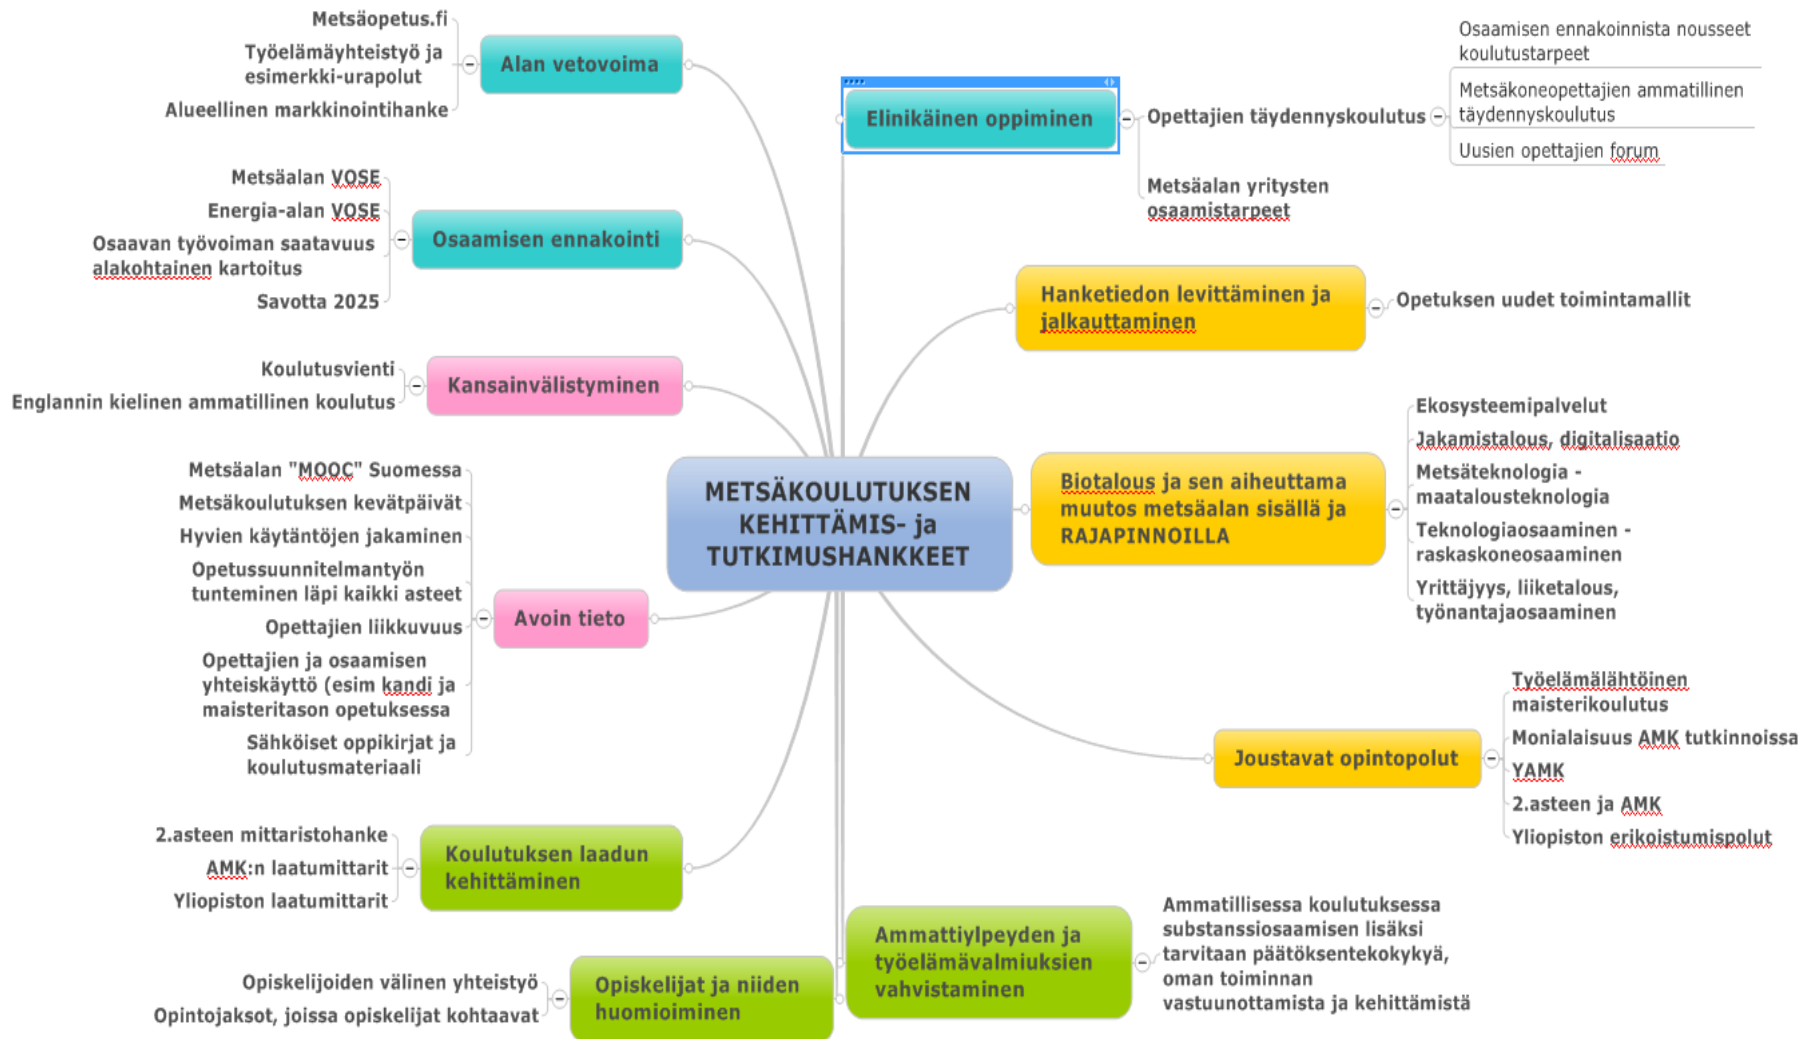 METSÄKOULUTUKSEN
KEHITTÄMIS- ja
TUTKIMUSHANKKEET
Elinikäinen oppiminen
Opettajien täydennyskoulutus
Osaamisen ennakoinnista nousseet
koulutustarpeet
Metsäkoneopettajien ammatillinen
täydennyskoulutus
Uusien opettajien forum
Metsäalan yritysten
osaamistarpeet
Hanketiedon levittäminen ja
jalkauttaminen
Opetuksen uudet toimintamallit
Biotalous ja sen aiheuttama
muutos metsäalan sisällä ja
RAJAPINNOILLA
Ekosysteemipalvelut
Jakamistalous, digitalisaatio
Metsäteknologia -
maatalousteknologia
Teknologiaosaaminen -
raskaskoneosaaminen
Yrittäjyys, liiketalous,
työnantajaosaaminen
Joustavat opintopolut
Työelämälähtöinen
maisterikoulutus
Monialaisuus AMK tutkinnoissa
YAMK
2.asteen ja AMK
Yliopiston erikoistumispolut
Ammattiylpeyden ja
työelämävalmiuksien
vahvistaminen
Ammatillisessa koulutuksessa
substanssiosaamisen lisäksi
tarvitaan päätöksentekokykyä,
oman toiminnan
vastuunottamista ja kehittämistä
Alan vetovoima
Metsäopetus.fi
Työelämäyhteistyö ja
esimerkki-urapolut
Alueellinen markkinointihanke
Osaamisen ennakointi
Metsäalan VOSE
Energia-alan VOSE
Osaavan työvoiman saatavuus
alakohtainen kartoitus
Savotta 2025
Kansainvälistyminen
Koulutusvienti
Englannin kielinen ammatillinen koulutus
Avoin tieto
Metsäalan "MOOC" Suomessa
Metsäkoulutuksen kevätpäivät
Hyvien käytäntöjen jakaminen
Opetussuunnitelmantyön
tunteminen läpi kaikki asteet
Opettajien liikkuvuus
Opettajien ja osaamisen
yhteiskäyttö (esim kandi ja
maisteritason opetuksessa
Sähköiset oppikirjat ja
koulutusmateriaali
Koulutuksen laadun
kehittäminen
2.asteen mittaristohanke
AMK:n laatumittarit
Yliopiston laatumittarit
Opiskelijat ja niiden
huomioiminen
Opiskelijoiden välinen yhteistyö
Opintojaksot, joissa opiskelijat kohtaavat